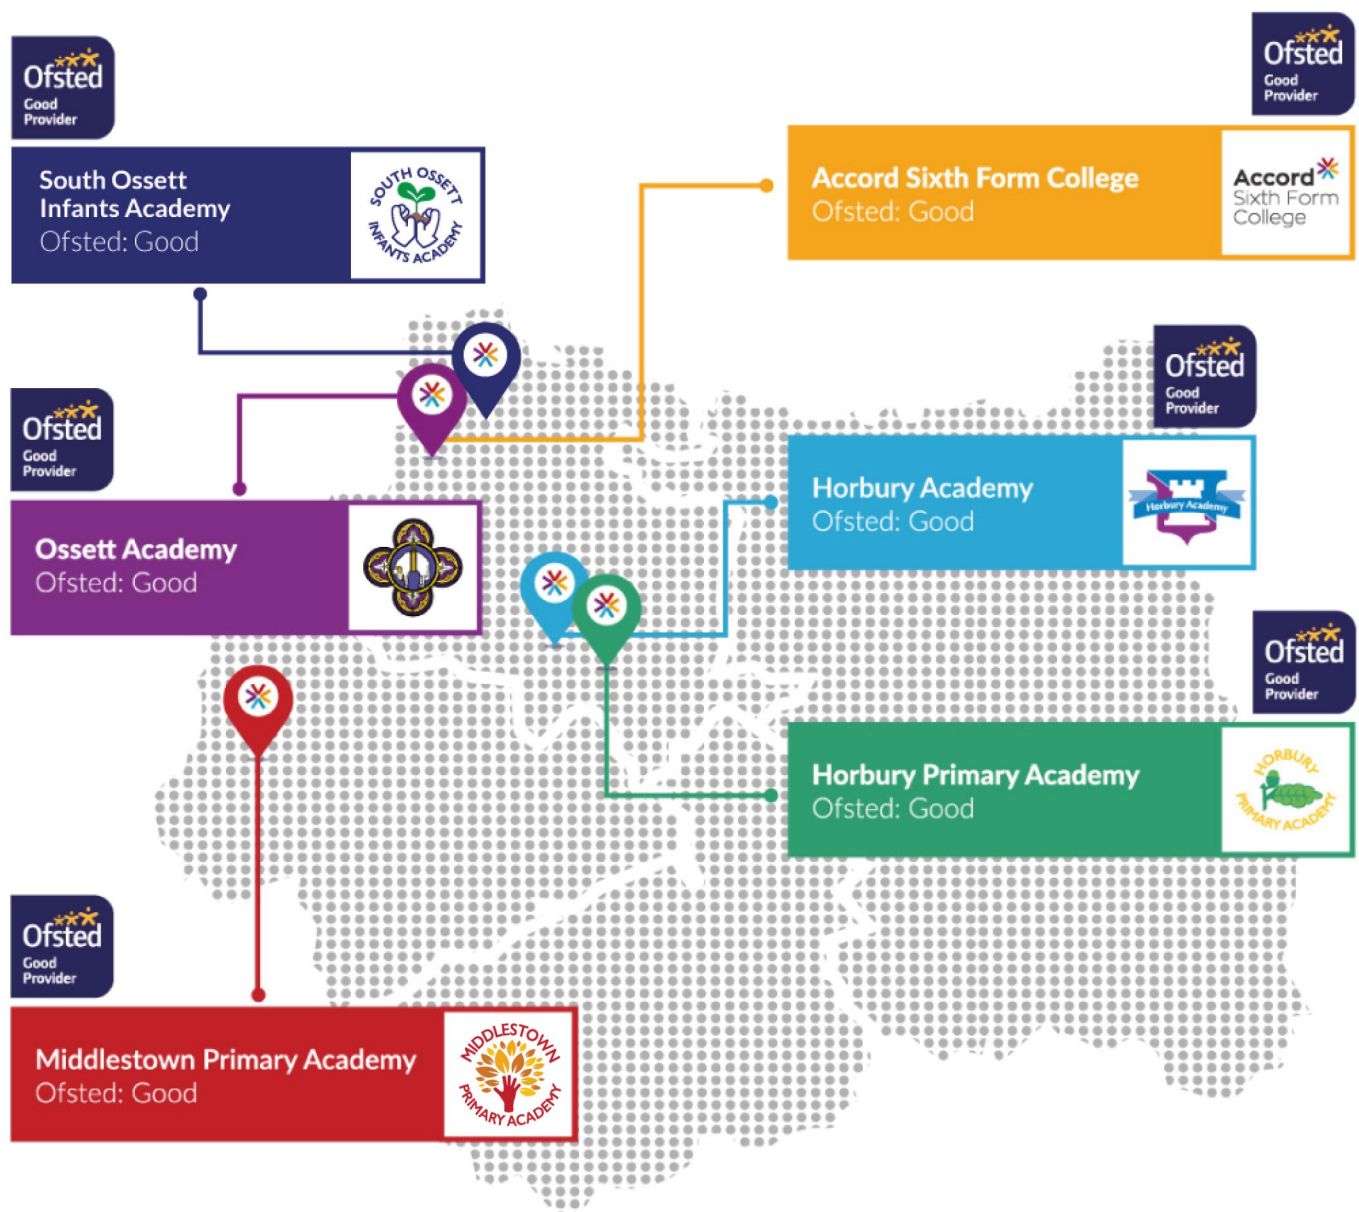 Ofsted
Good
Provider
South Ossett
Infants Academy
Ofsted: Good
SOUTH OSSETT
INFANTS ACADEMY
Ofsted
Good
Provider
Accord Sixth Form College
Ofsted: Good
Accord
Sixth Form
College
Ofsted
Good
Provider
Ossett Academy
Ofsted: Good
Ofsted
Good
Provider
Horbury Academy
Ofsted: Good
Horbury Academy
Ofsted
Good
Provider
Horbury Primary Academy
Ofsted: Good
HORBURY
PRIMARY ACADEMY
Ofsted
Good
Provider
Middlestown Primary Academy
Ofsted: Good
MIDDLESTOWN
PRIMARY ACADEMY